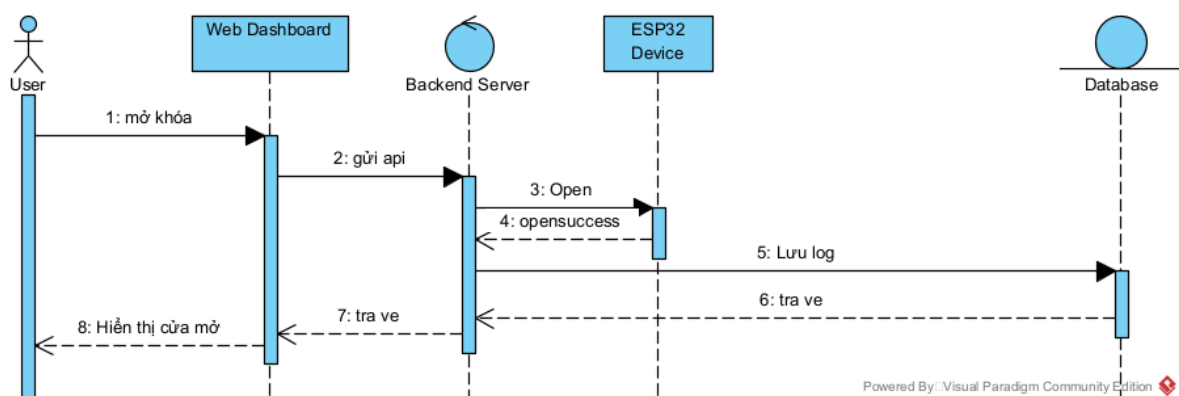 Web Dashboard
ESP32
Device
User
Backend Server
Database
1: mở khóa
2: gửi api
3: Open
4: opensuccess
5: Lưu log
6: tra ve
7: tra ve
8: Hiển thị cửa mở
Powered By Visual Paradigm Community Edition